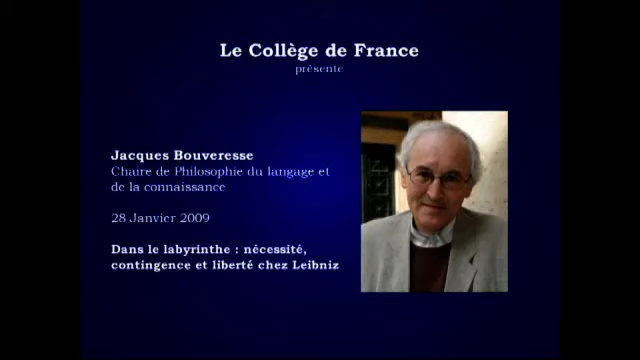 Le Collège de France
présente
Jacques Bouveresse
Chaire de Philosophie du langage et
de la connaissance
28 Janvier 2009
Dans le labyrinthe : nécessité,
contingence et liberté chez Leibniz